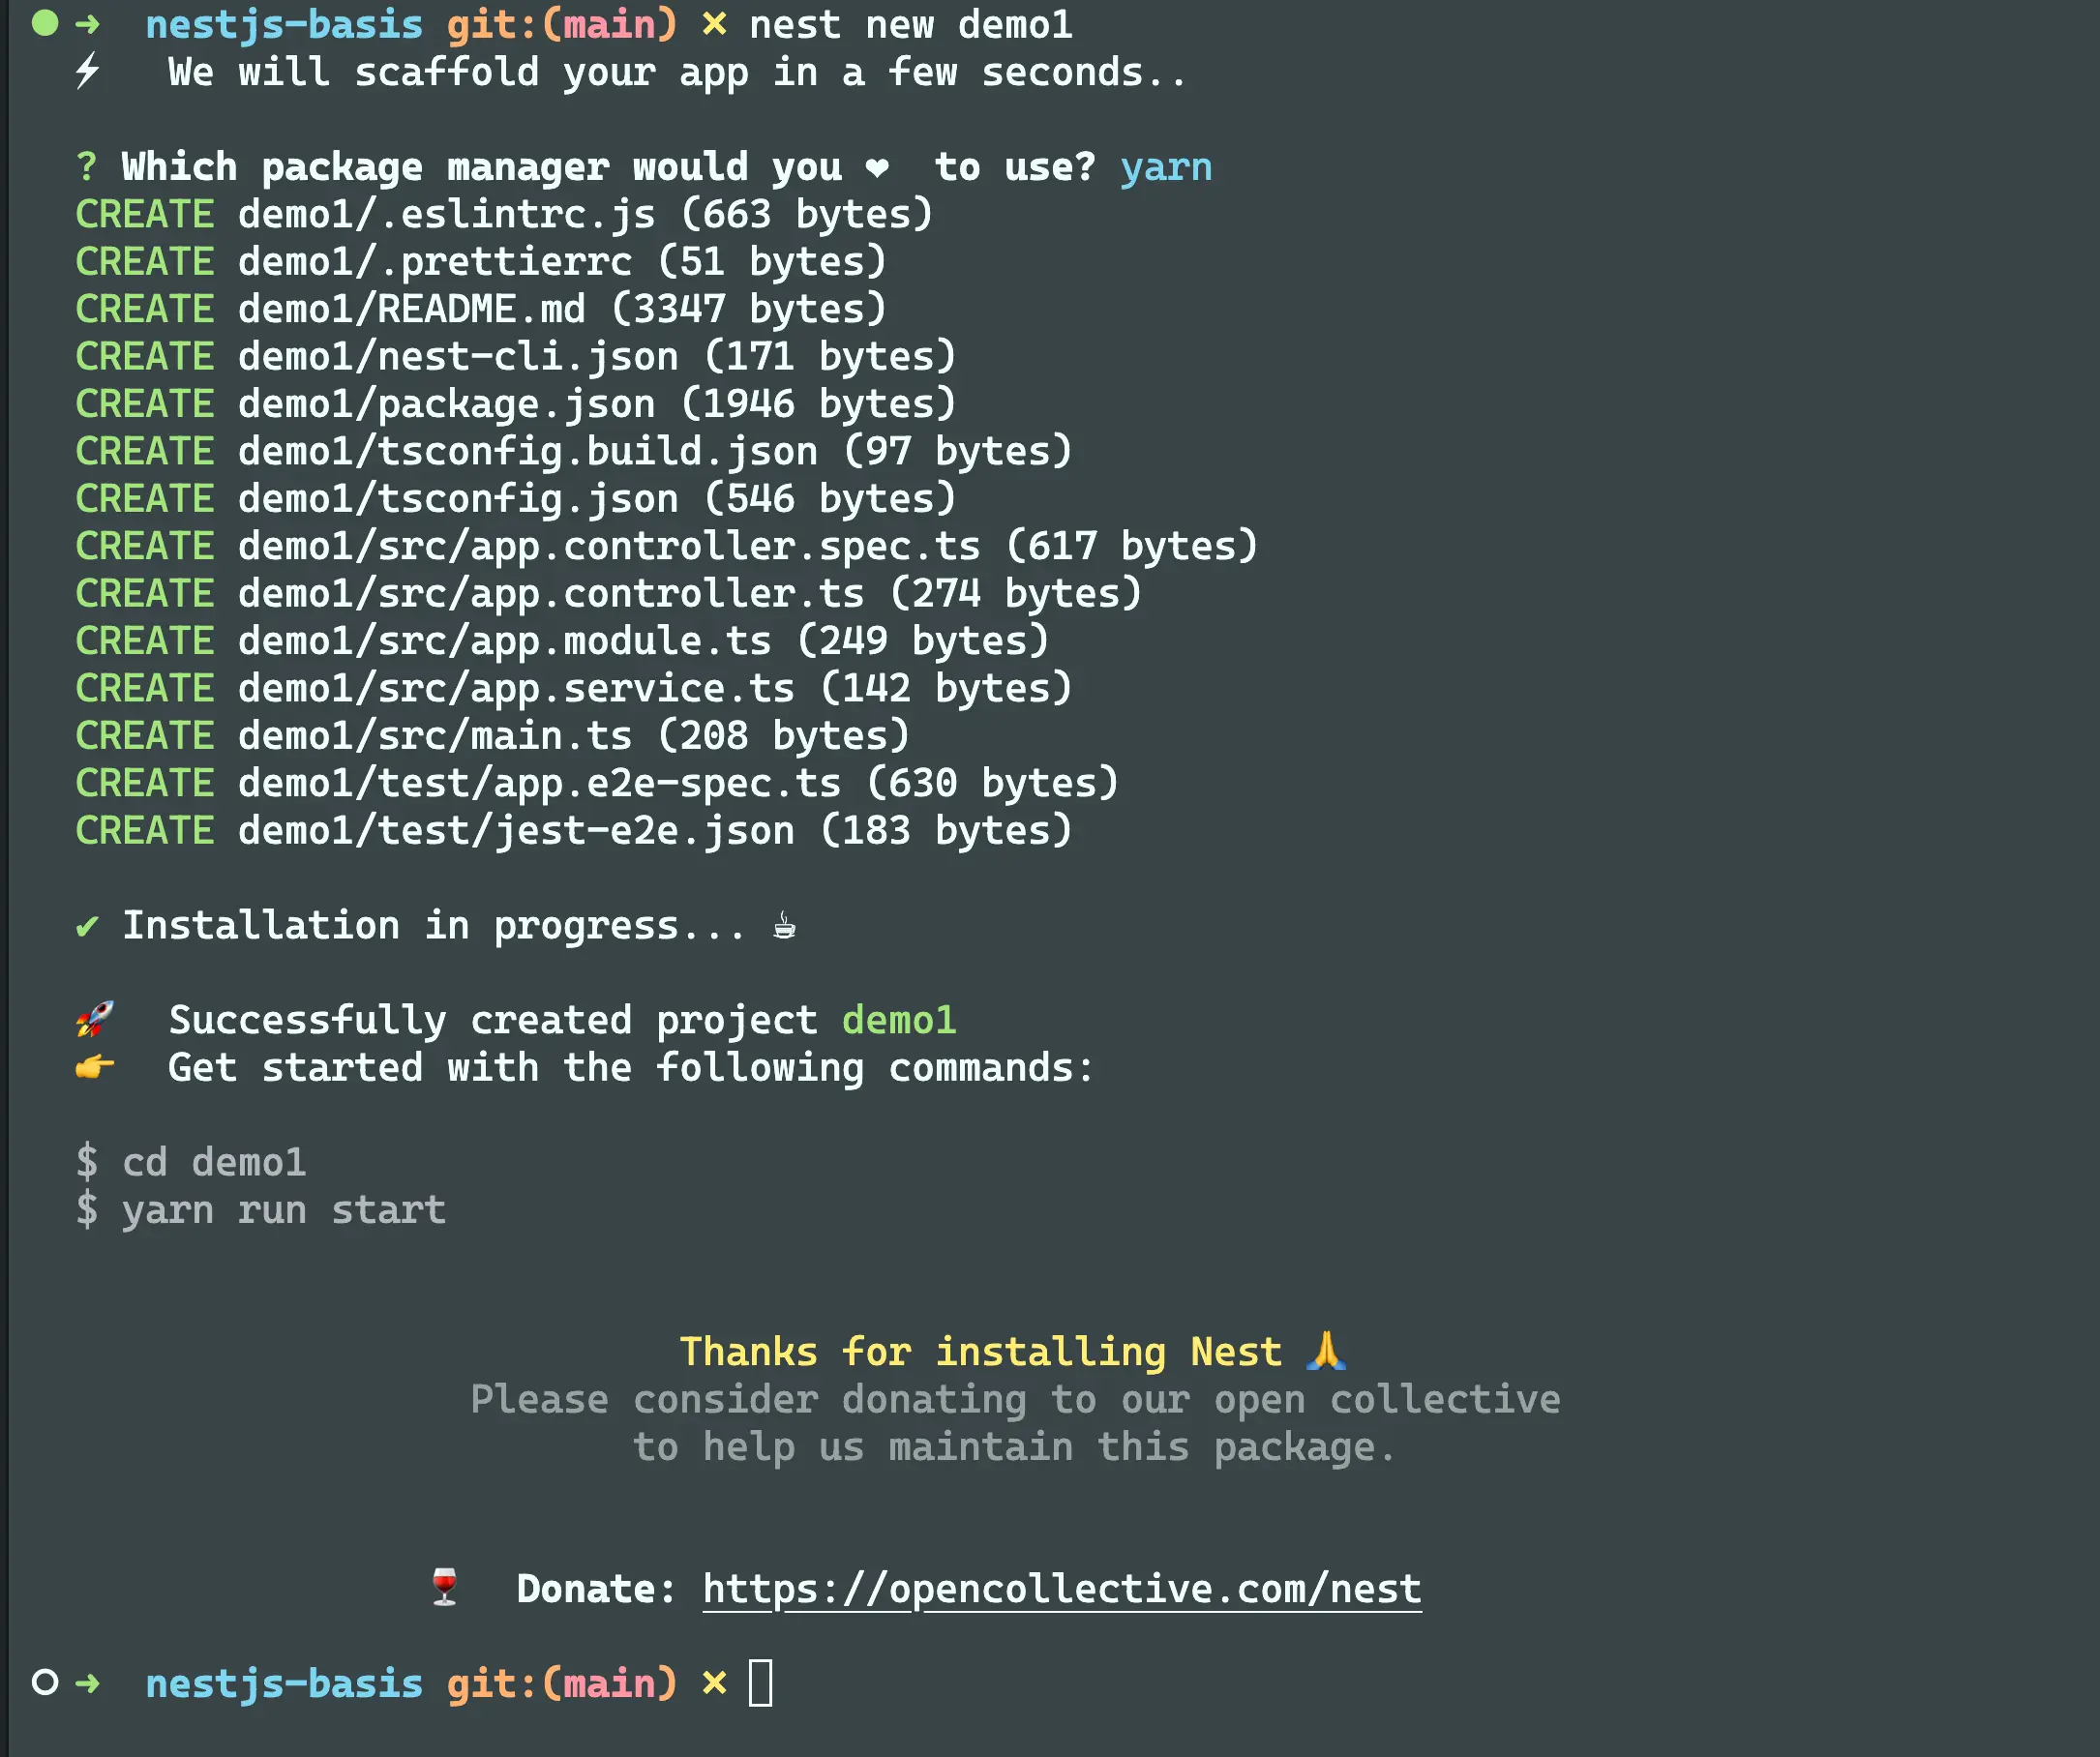 ➜  nestjs-basis git:(main) ✗ nest new demo1
⚡  We will scaffold your app in a few seconds..
? Which package manager would you ❤  to use? yarn
CREATE demo1/.eslintrc.js (663 bytes)
CREATE demo1/.prettierrc (51 bytes)
CREATE demo1/README.md (3347 bytes)
CREATE demo1/nest-cli.json (171 bytes)
CREATE demo1/package.json (1946 bytes)
CREATE demo1/tsconfig.build.json (97 bytes)
CREATE demo1/tsconfig.json (546 bytes)
CREATE demo1/src/app.controller.spec.ts (617 bytes)
CREATE demo1/src/app.controller.ts (274 bytes)
CREATE demo1/src/app.module.ts (249 bytes)
CREATE demo1/src/app.service.ts (142 bytes)
CREATE demo1/src/main.ts (208 bytes)
CREATE demo1/test/app.e2e-spec.ts (630 bytes)
CREATE demo1/test/jest-e2e.json (183 bytes)
✔ Installation in progress... ☕
🚀  Successfully created project demo1
👉  Get started with the following commands:
$ cd demo1
$ yarn run start
Thanks for installing Nest 🙏
Please consider donating to our open collective
to help us maintain this package.
🍷  Donate: https://opencollective.com/nest
➜  nestjs-basis git:(main) ✗